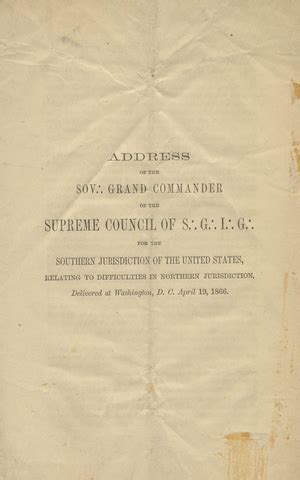 ADDRESS
OF THE
SOV∴ GRAND COMMANDER
OF THE
SUPREME COUNCIL OF S∴ G∴ I∴ G∴
FOR THE
SOUTHERN JURISDICTION OF THE UNITED STATES,
RELATING TO DIFFICULTIES IN NORTHERN JURISDICTION,
Delivered at Washington, D. C. April 19, 1866.